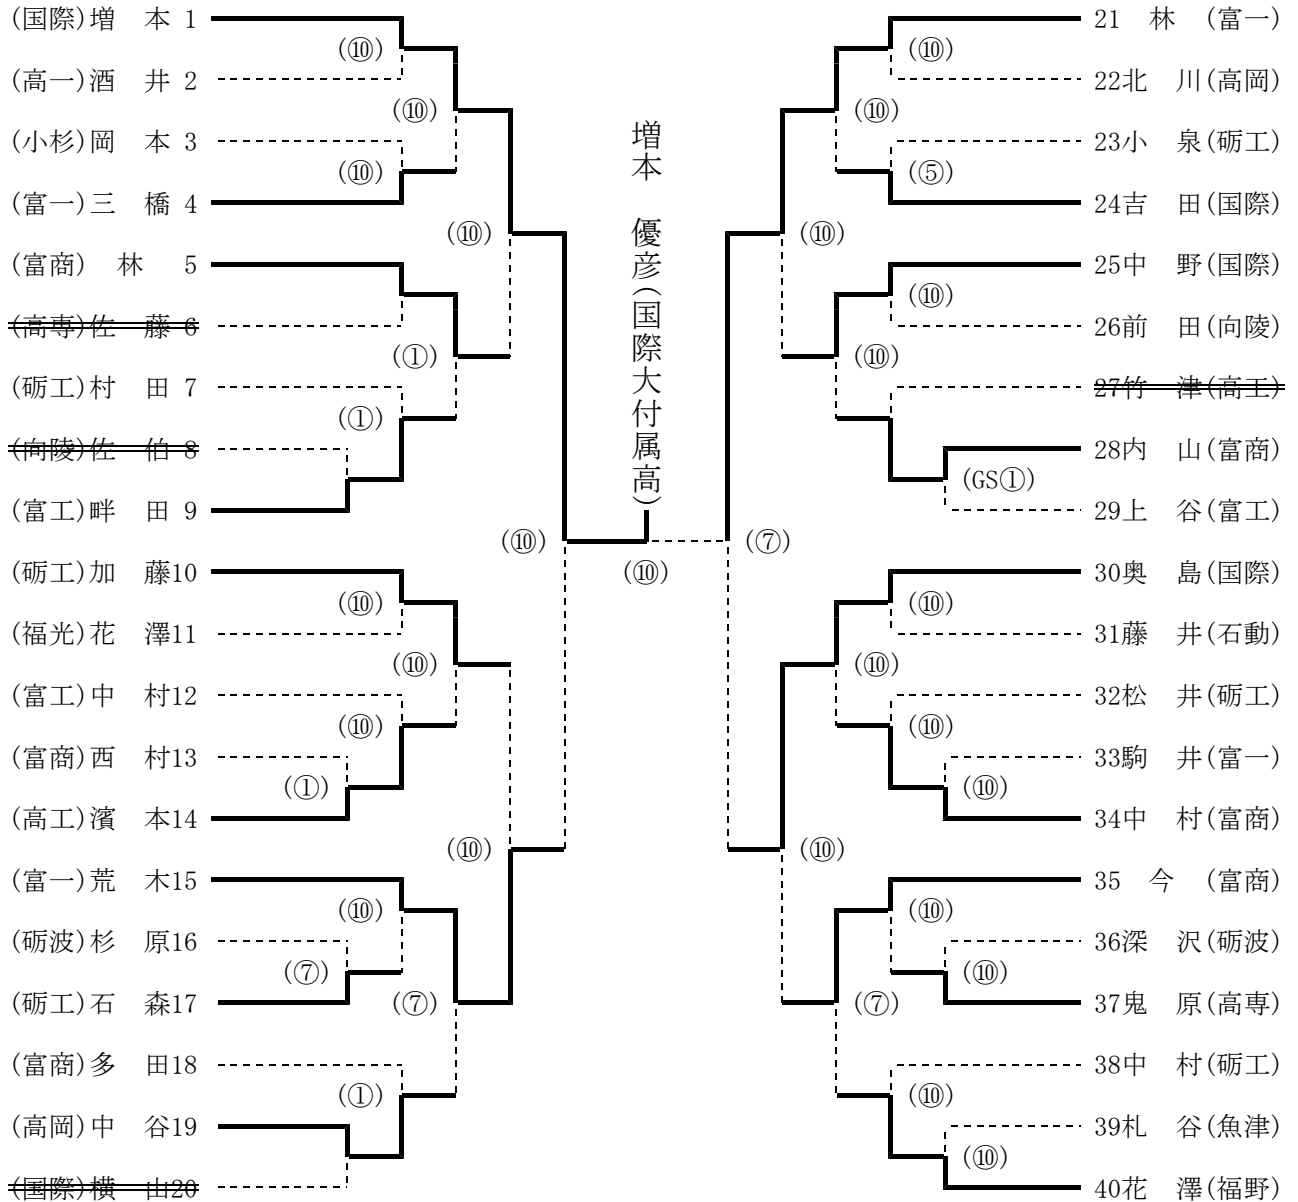 (国際)増　本 1
(高一)酒　井 2
(小杉)岡　本 3
(富一)三　橋 4
(富商)　林　 5
(高専)佐　藤 6
(砺工)村　田 7
(向陵)佐　伯 8
(富工)畔　田 9
(砺工)加　藤10
(福光)花　澤11
(富工)中　村12
(富商)西　村13
(高工)濱　本14
(富一)荒　木15
(砺波)杉　原16
(砺工)石　森17
(富商)多　田18
(高岡)中　谷19
(国際)横　山20
(⑩)
(⑩)
(⑩)
(⑩)
(①)
(①)
(⑩)
(⑩)
(⑩)
(⑩)
(①)
(⑩)
(⑩)
(⑦)
(⑦)
(①)
増本　優彦(国際大付属高)
(⑩)
(⑩)
(⑩)
(⑤)
(⑩)
(⑩)
(⑩)
(GS①)
(⑦)
(⑩)
(⑩)
(⑩)
(⑩)
(⑩)
(⑩)
(⑩)
(⑦)
(⑩)
(⑩)
21　林　(富一)
22北　川(高岡)
23小　泉(砺工)
24吉　田(国際)
25中　野(国際)
26前　田(向陵)
27竹　津(高工)
28内　山(富商)
29上　谷(富工)
30奥　島(国際)
31藤　井(石動)
32松　井(砺工)
33駒　井(富一)
34中　村(富商)
35　今　(富商)
36深　沢(砺波)
37鬼　原(高専)
38中　村(砺工)
39札　谷(魚津)
40花　澤(福野)